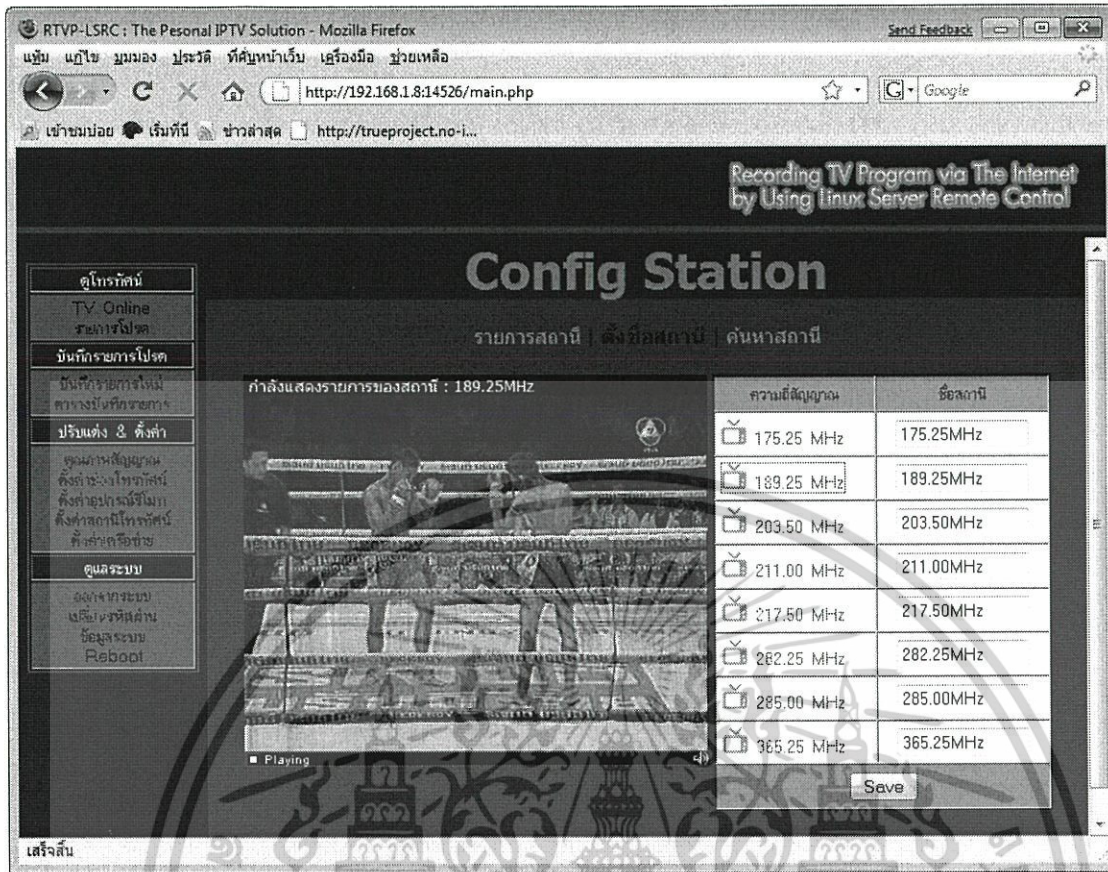 RTVP-LSRC : The Pesonal IPTV Solution - Mozilla Firefox
Send Feedback
แฟ้ม แก้ไข มุมมอง ประวัติ ที่คั่นหน้าเว็บ เครื่องมือ ช่วยเหลือ
http://192.168.1.8:14526/main.php
G Google
เข้าชมบ่อย เริ่มที่นี่ ข่าวล่าสุด http://trueproject.no-i...
Recording TV Program via The Internet
by Using Linux Server Remote Control
Config Station
ดูโทรทัศน์
TV Online
รายการโปรด
บันทึกรายการโปรด
บันทึกรายการใหม่
ตารางบันทึกรายการ
ปรับแต่ง & ตั้งค่า
คุณภาพสัญญาณ
ตั้งค่าช่องโทรทัศน์
ตั้งค่าอุปกรณ์รีโมท
ตั้งค่าสถานีโทรทัศน์
ตั้งค่าเครือข่าย
ดูแลระบบ
ออกจากระบบ
เปลี่ยนรหัสผ่าน
ข้อมูลระบบ
Reboot
รายการสถานี | ตั้งชื่อสถานี | ค้นหาสถานี
กำลังแสดงรายการของสถานี : 189.25MHz
Playing
ความถี่สัญญาณ ชื่อสถานี
175.25 MHz 175.25MHz
189.25 MHz 189.25MHz
203.50 MHz 203.50MHz
211.00 MHz 211.00MHz
217.50 MHz 217.50MHz
282.25 MHz 282.25MHz
285.00 MHz 285.00MHz
365.25 MHz 365.25MHz
Save
เสร็จสิ้น